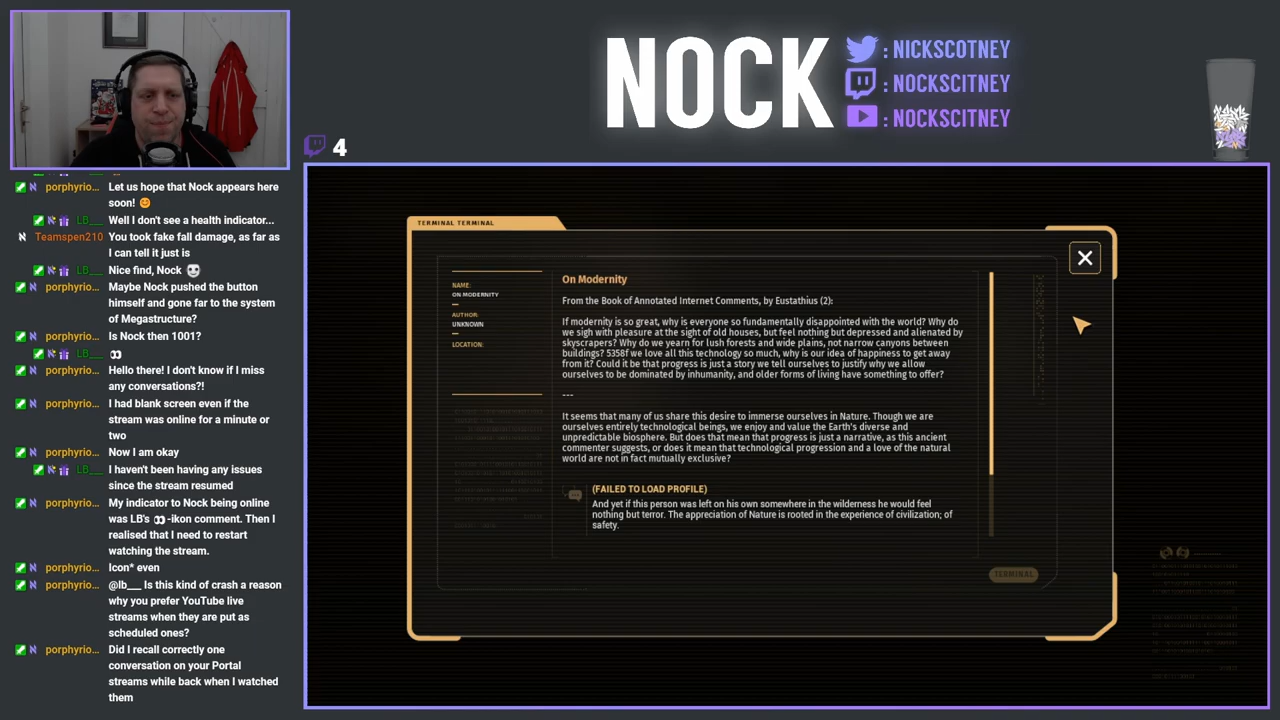 NOCK
: NICKSCOTNEY
: NOCKSCITNEY
: NOCKSCITNEY
4
porphyrio... Let us hope that Nock appears here
soon!
LB__ Well I don't see a health indicator...
Teamspen210 You took fake fall damage, as far as
I can tell it just is
LB__ Nice find, Nock
porphyrio... Maybe Nock pushed the button
himself and gone far to the system
of Megastructure?
porphyrio... Is Nock then 1001?
LB__ 👀
porphyrio... Hello there! I don't know if I miss
any conversations?!
porphyrio... I had blank screen even if the
stream was online for a minute or
two
porphyrio... Now I am okay
LB__ I haven't been having any issues
since the stream resumed
porphyrio... My indicator to Nock being online
was LB's 👀 -ikon comment. Then I
realised that I need to restart
watching the stream.
porphyrio... Icon* even
porphyrio... @lb__ Is this kind of crash a reason
why you prefer YouTube live
streams when they are put as
scheduled ones?
porphyrio... Did I recall correctly one
conversation on your Portal
streams while back when I watched
them
TERMINAL TERMINAL
NAME:
ON MODERNITY
AUTHOR:
UNKNOWN
LOCATION:
On Modernity
From the Book of Annotated Internet Comments, by Eustathius (2):
If modernity is so great, why is everyone so fundamentally disappointed with the world? Why do
we sigh with pleasure at the sight of old houses, but feel nothing but depressed and alienated by
skyscrapers? Why do we yearn for lush forests and wide plains, not narrow canyons between
buildings? 5358f we love all this technology so much, why is our idea of happiness to get away
from it? Could it be that progress is just a story we tell ourselves to justify why we allow
ourselves to be dominated by inhumanity, and older forms of living have something to offer?
---
It seems that many of us share this desire to immerse ourselves in Nature. Though we are
ourselves entirely technological beings, we enjoy and value the Earth's diverse and
unpredictable biosphere. But does that mean that progress is just a narrative, as this ancient
commenter suggests, or does it mean that technological progression and a love of the natural
world are not in fact mutually exclusive?
(FAILED TO LOAD PROFILE)
And yet if this person was left on his own somewhere in the wilderness he would feel
nothing but terror. The appreciation of Nature is rooted in the experience of civilization; of
safety.
TERMINAL